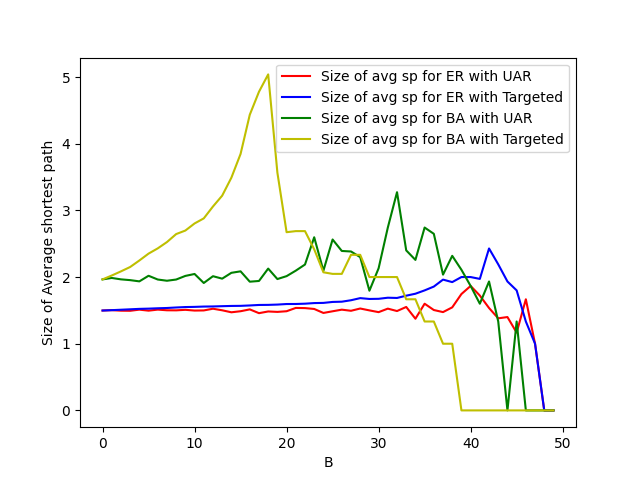 Size of avg sp for ER with UAR
Size of avg sp for ER with Targeted
Size of avg sp for BA with UAR
Size of avg sp for BA with Targeted
Size of Average shortest path
5
4
3
2
1
0
0 10 20 30 40 50
B